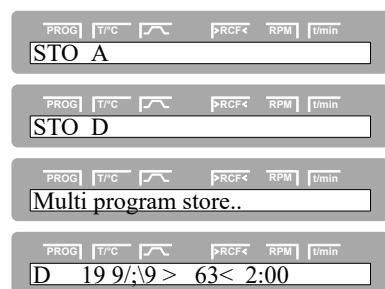 PROG T/°C >RCF< RPM t/min
STO A
PROG T/°C >RCF< RPM t/min
STO D
PROG T/°C >RCF< RPM t/min
Multi program store..
PROG T/°C >RCF< RPM t/min
D 19 9/;\9 > 63< 2:00